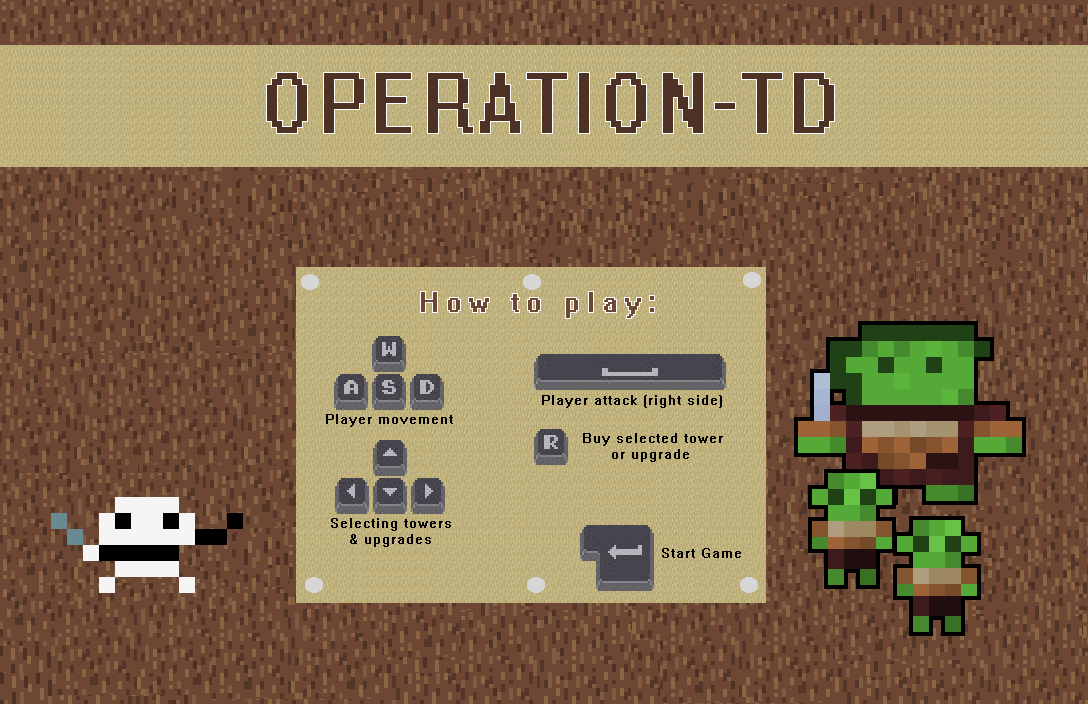 OPERATION-TD
How to play:
W
A S D
Player movement
Selecting towers
& upgrades
Player attack (right side)
R
Buy selected tower
or upgrade
Start Game